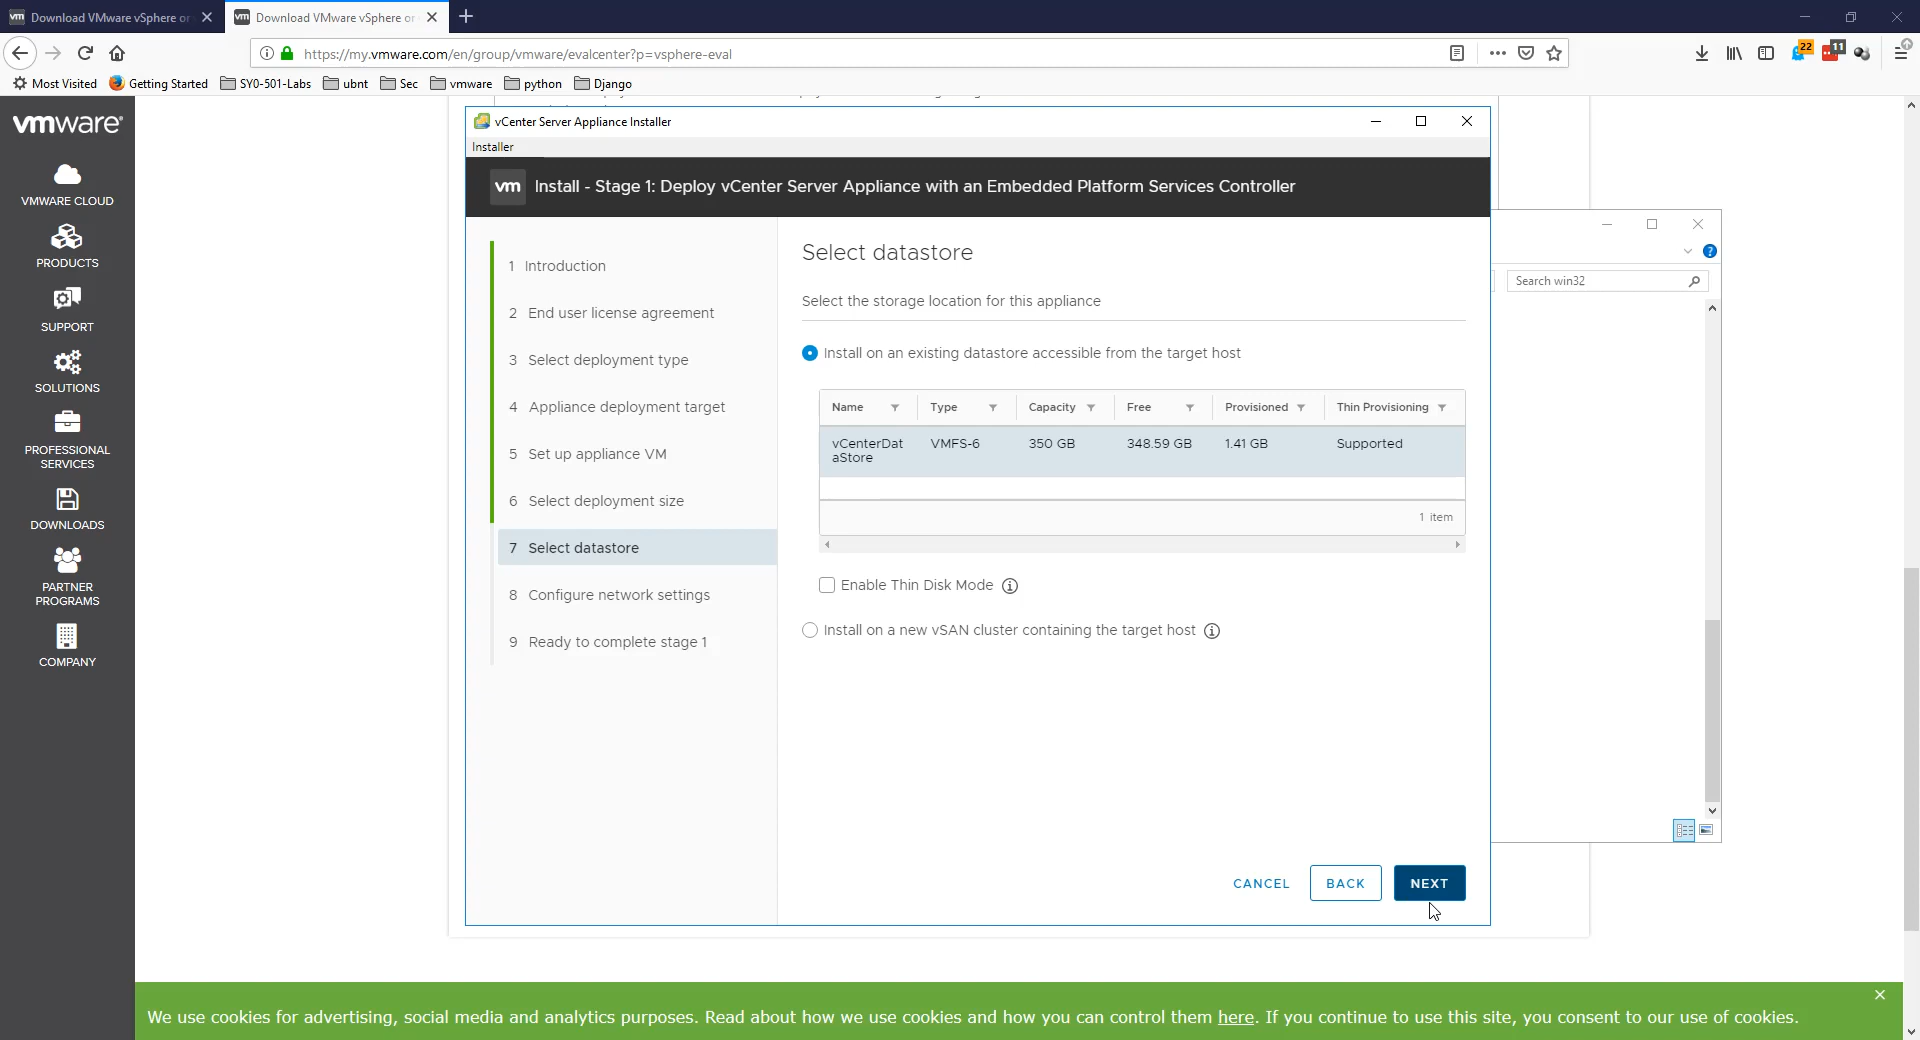 Download VMware vSphere or
Download VMware vSphere or
https://my.vmware.com/en/group/vmware/evalcenter?p=vsphere-eval
22
11
Most Visited
Getting Started
SY0-501-Labs
ubnt
Sec
vmware
python
Django
vmware
VMWARE CLOUD
PRODUCTS
SUPPORT
SOLUTIONS
PROFESSIONAL
SERVICES
DOWNLOADS
PARTNER
PROGRAMS
COMPANY
vCenter Server Appliance Installer
Installer
vm Install - Stage 1: Deploy vCenter Server Appliance with an Embedded Platform Services Controller
1 Introduction
2 End user license agreement
3 Select deployment type
4 Appliance deployment target
5 Set up appliance VM
6 Select deployment size
7 Select datastore
8 Configure network settings
9 Ready to complete stage 1
Select datastore
Select the storage location for this appliance
Install on an existing datastore accessible from the target host
Name Type Capacity Free Provisioned Thin Provisioning
vCenterDat VMFS-6 350 GB 348.59 GB 1.41 GB Supported
aStore
1 item
Enable Thin Disk Mode
Install on a new vSAN cluster containing the target host
CANCEL BACK NEXT
Search win32
We use cookies for advertising, social media and analytics purposes. Read about how we use cookies and how you can control them here. If you continue to use this site, you consent to our use of cookies.